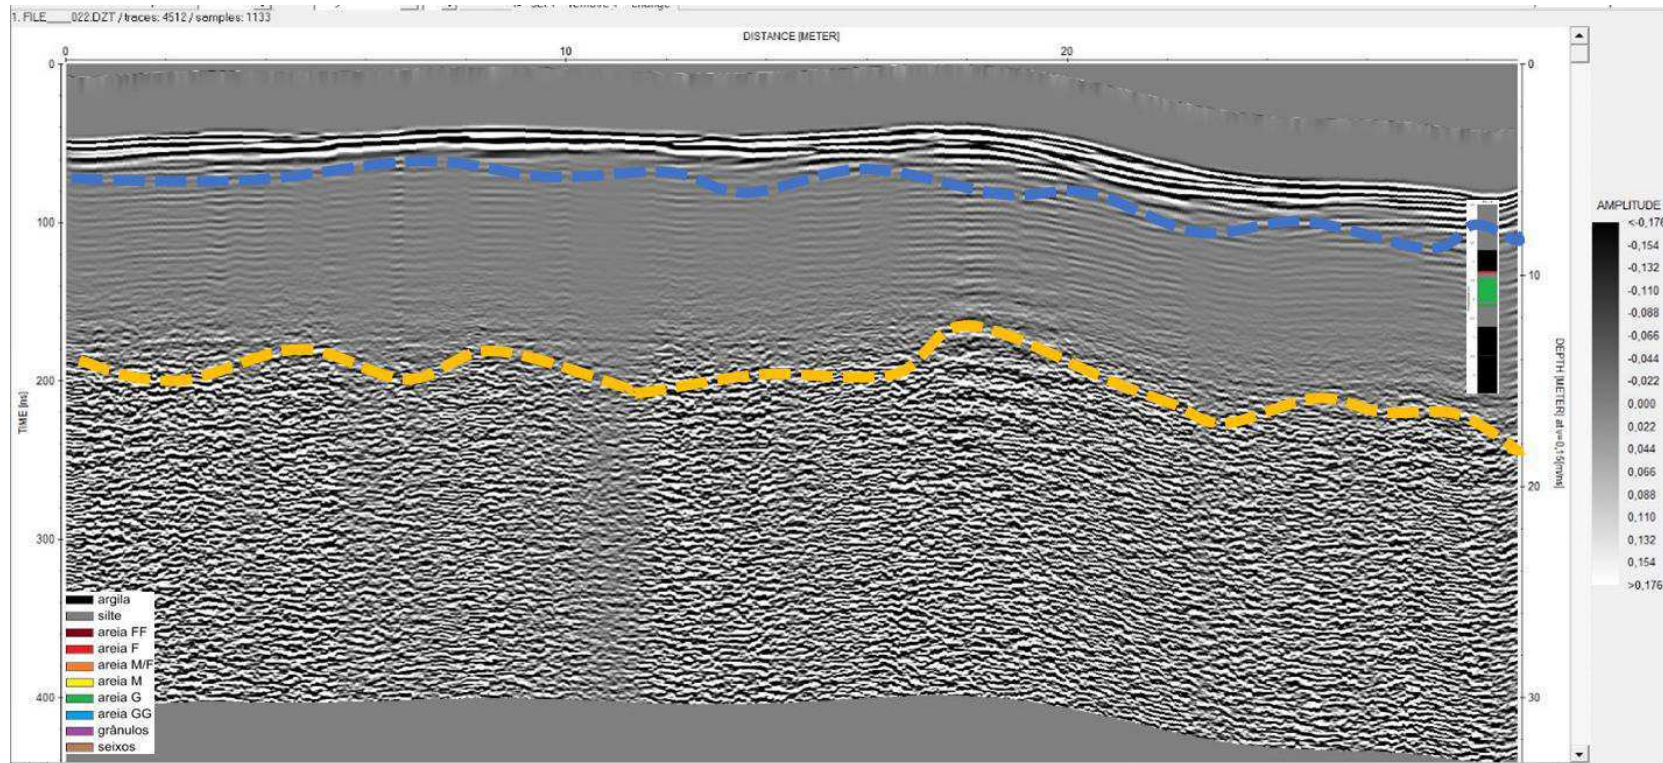 1. FILE____022.DZT / traces: 4512 / samples: 1133
DISTANCE [METER]
0
10
20
0
100
200
300
400
TIME [ns]
0
10
20
30
DEPTH [METER] at v=0,15[m/ns]
AMPLITUDE
<-0,176
-0,154
-0,132
-0,110
-0,088
-0,066
-0,044
-0,022
0,000
0,022
0,044
0,066
0,088
0,110
0,132
0,154
>0,176
argila
silte
areia FF
areia F
areia M/F
areia M
areia G
areia GG
grânulos
seixos